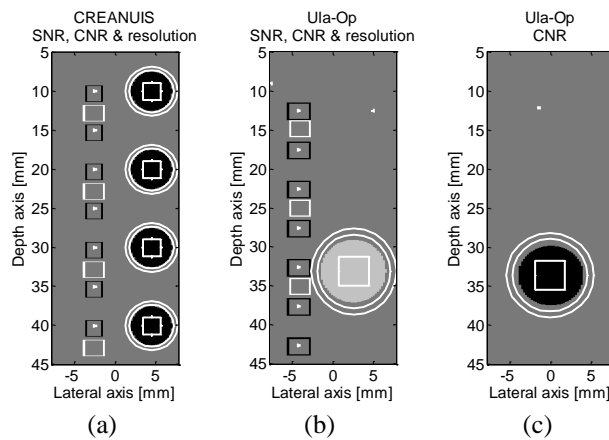 CREANUIS
SNR, CNR & resolution
5
10
15
20
25
30
35
40
45
Depth axis [mm]
-5 0 5
Lateral axis [mm]
(a)
Ula-Op
SNR, CNR & resolution
5
10
15
20
25
30
35
40
45
Depth axis [mm]
-5 0 5
Lateral axis [mm]
(b)
Ula-Op
CNR
5
10
15
20
25
30
35
40
45
Depth axis [mm]
-5 0 5
Lateral axis [mm]
(c)